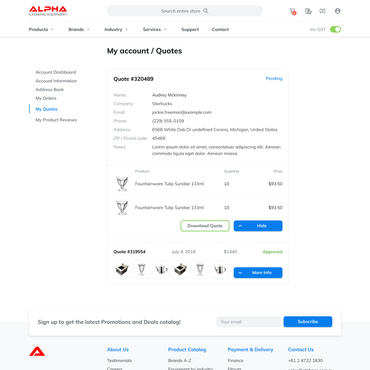 ALPHA
CATERING EQUIPMENT
Search entire store
Products
Brands
Industry
Services
Support
Contact
Inc GST
My account / Quotes
Account Dashboard
Account Information
Address Book
My Orders
My Quotes
My Product Reviews
Quote #320489
Pending
Name: Audrey Mckinney
Company: Starbucks
Email: jackie.freeman@example.com
Phone: (229) 555-0109
Address: 6568 White Oak Dr undefined Corona, Michigan, United States
ZIP / Postal code: 45469
Notes: Lorem ipsum dolor sit amet, consectetuer adipiscing elit. Aenean
commodo ligula eget dolor. Aenean massa.
Product Quantity Price
Fountainware Tulip Sundae 133ml 10 $93.50
Fountainware Tulip Sundae 133ml 10 $93.50
Download Quote
Hide
Quote #319554 July 4, 2018 $1440 Approved
More Info
Sign up to get the latest Promotions and Deals catalog!
Your email
Subscribe
About Us
Product Catalog
Payment & Delivery
Contact Us
Testimonials
Brands A-Z
Finance
+61 2 4732 1830
Careers
Equipment by industry